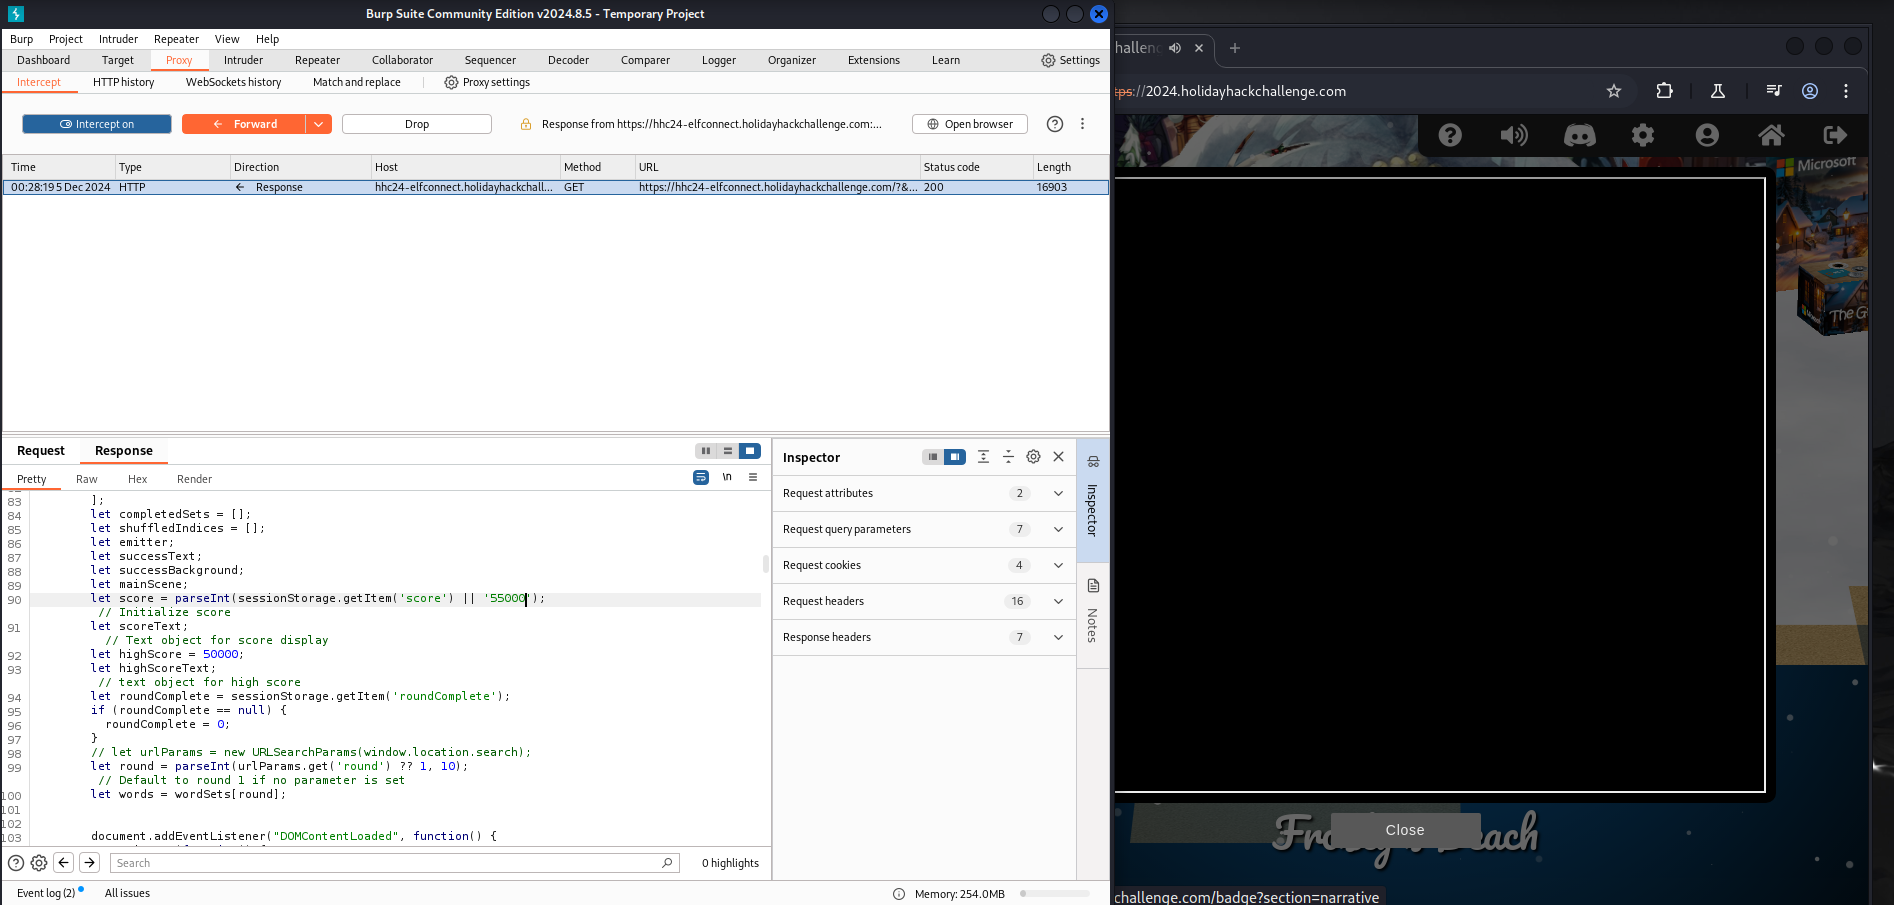 Burp Suite Community Edition v2024.8.5 - Temporary Project
Burp Project Intruder Repeater View Help
Dashboard Target Proxy Intruder Repeater Collaborator Sequencer Decoder Comparer Logger Organizer Extensions Learn Settings
Intercept HTTP history WebSockets history Match and replace Proxy settings
Intercept on Forward Drop Response from https://hhc24-elfconnect.holidayhackchallenge.com:... Open browser
Time Type Direction Host Method URL Status code Length
00:28:19 5 Dec 2024 HTTP Response hhc24-elfconnect.holidayhackchall... GET https://hhc24-elfconnect.holidayhackchallenge.com/?&... 200 16903
Request Response
Pretty Raw Hex Render \n
83 ];
84 let completedSets = [];
85 let shuffledIndices = [];
86 let emitter;
87 let successText;
88 let successBackground;
89 let mainScene;
90 let score = parseInt(sessionStorage.getItem('score') || '55000');
// Initialize score
91 let scoreText;
// Text object for score display
92 let highScore = 50000;
93 let highScoreText;
// text object for high score
94 let roundComplete = sessionStorage.getItem('roundComplete');
95 if (roundComplete == null) {
96 roundComplete = 0;
97 }
98 // let urlParams = new URLSearchParams(window.location.search);
99 let round = parseInt(urlParams.get('round') ?? 1, 10);
// Default to round 1 if no parameter is set
100 let words = wordSets[round];
101
102
103 document.addEventListener("DOMContentLoaded", function() {
Search 0 highlights
Event log (2) All issues Memory: 254.0MB
Inspector
Request attributes 2
Request query parameters 7
Request cookies 4
Request headers 16
Response headers 7
Inspector
Notes
hallenc
tps://2024.holidayhackchallenge.com
Microsoft
The G
Close
challenge.com/badge?section=narrative